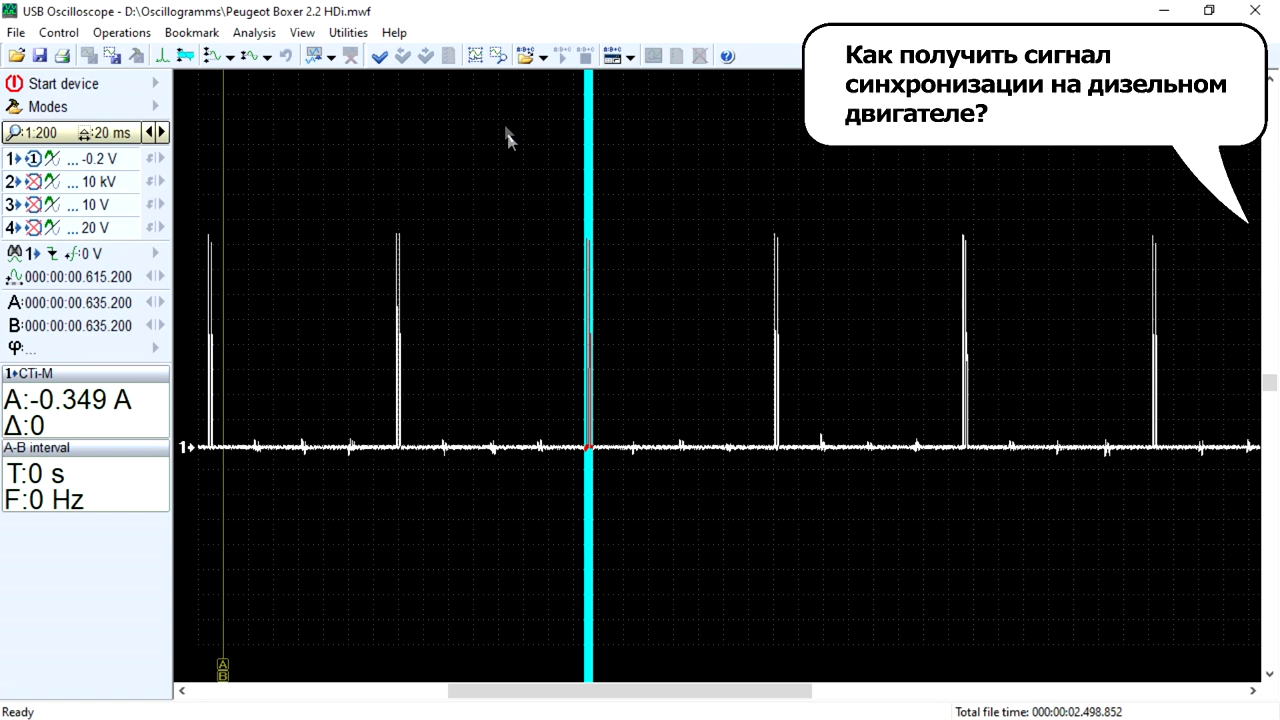 USB Oscilloscope - D:\Oscillogramms\Peugeot Boxer 2.2 HDi.mwf
File Control Operations Bookmark Analysis View Utilities Help
Как получить сигнал
синхронизации на дизельном
двигателе?
Start device
Modes
1:200 :20 ms
1 1 ... -0.2 V
2 ... 10 kV
3 ... 10 V
4 ... 20 V
1 :0 V
000:00:00.615.200
A:000:00:00.635.200
B:000:00:00.635.200
φ:...
1 CTi-M
A:-0.349 A
Δ:0
A-B interval
T:0 s
F:0 Hz
1
A
B
Ready Total file time: 000:00:02.498.852